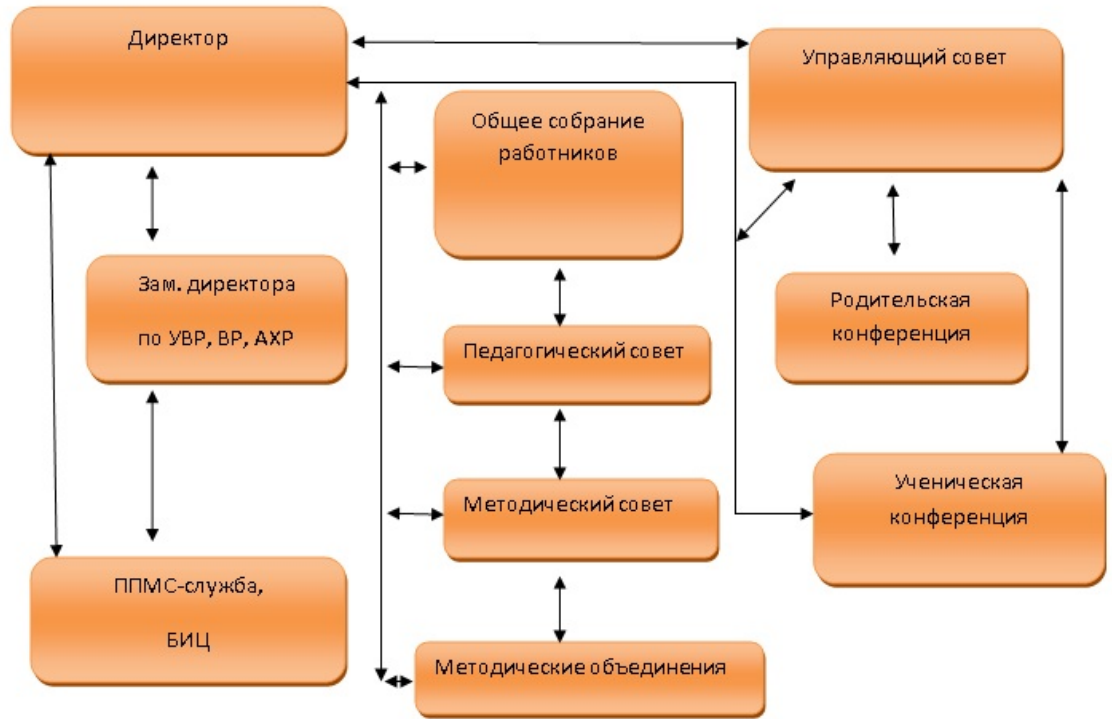 Директор
Управляющий совет
Общее собрание
работников
Зам. директора
по УВР, ВР, АХР
Родительская
конференция
Педагогический совет
Методический совет
Ученическая
конференция
ППМС-служба,
БИЦ
Методические объединения